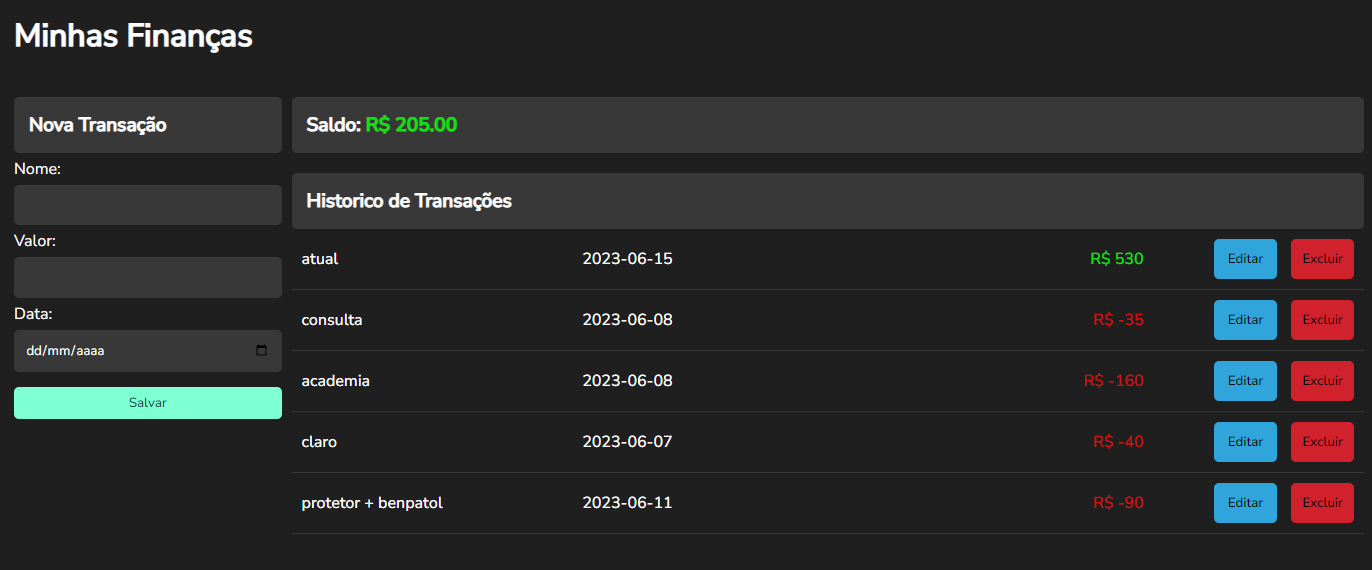 Minhas Finanças
Nova Transação
Nome:
Valor:
Data:
dd/mm/aaaa
Salvar
Saldo: R$ 205.00
Historico de Transações
atual 2023-06-15 R$ 530 Editar Excluir
consulta 2023-06-08 R$ -35 Editar Excluir
academia 2023-06-08 R$ -160 Editar Excluir
claro 2023-06-07 R$ -40 Editar Excluir
protetor + benpatol 2023-06-11 R$ -90 Editar Excluir